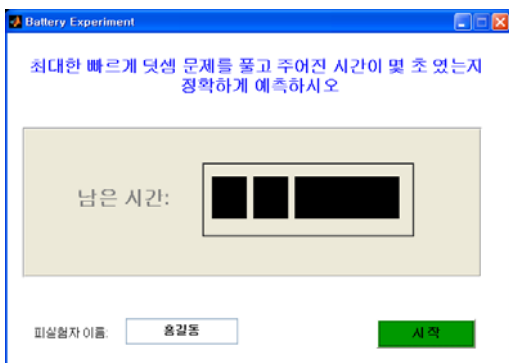 Battery Experiment
최대한 빠르게 덧셈 문제를 풀고 주어진 시간이 몇 초 였는지
정확하게 예측하시오
남은 시간:
피실험자 이름: 홍길동 시작